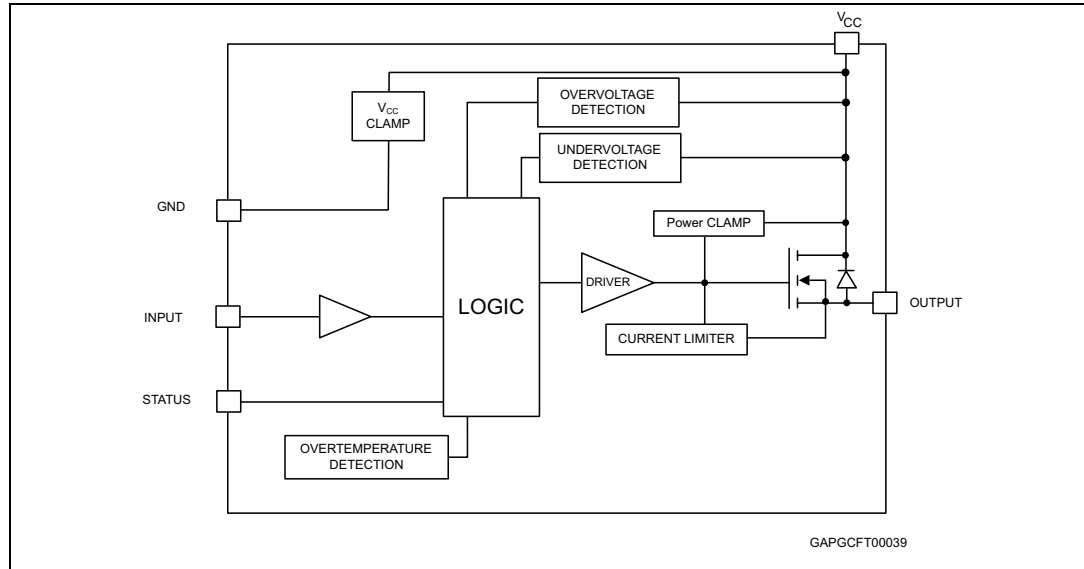 VCC
VCC
CLAMP
OVERVOLTAGE
DETECTION
UNDERVOLTAGE
DETECTION
GND
Power CLAMP
LOGIC
DRIVER
INPUT
OUTPUT
CURRENT LIMITER
STATUS
OVERTEMPERATURE
DETECTION
GAPGCFT00039